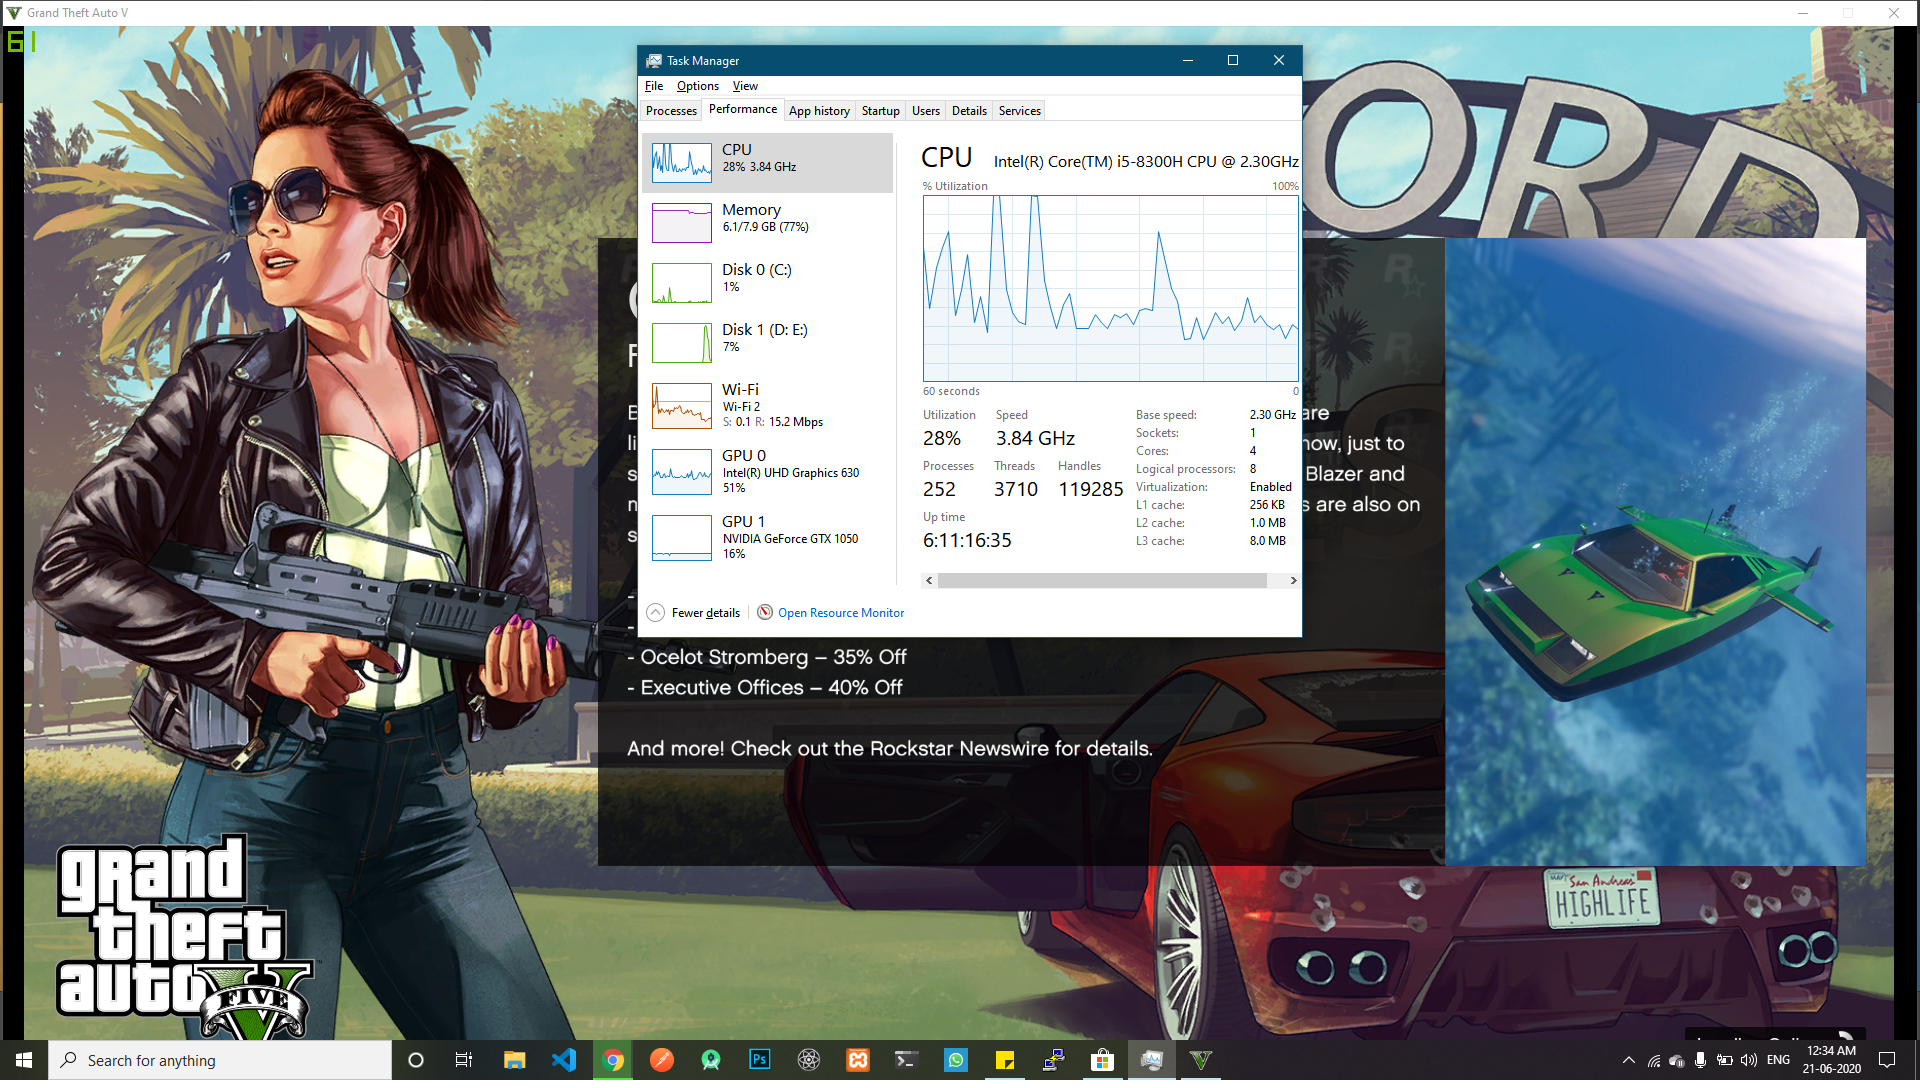 Grand Theft Auto V
61
Task Manager
File Options View
Processes Performance App history Startup Users Details Services
CPU
28% 3.84 GHz
Memory
6.1/7.9 GB (77%)
Disk 0 (C:)
1%
Disk 1 (D: E:)
7%
Wi-Fi
Wi-Fi 2
S: 0.1 R: 15.2 Mbps
GPU 0
Intel(R) UHD Graphics 630
51%
GPU 1
NVIDIA GeForce GTX 1050
16%
CPU Intel(R) Core(TM) i5-8300H CPU @ 2.30GHz
% Utilization 100%
60 seconds 0
Utilization Speed
28% 3.84 GHz
Processes Threads Handles
252 3710 119285
Up time
6:11:16:35
Base speed: 2.30 GHz
Sockets: 1
Cores: 4
Logical processors: 8
Virtualization: Enabled
L1 cache: 256 KB
L2 cache: 1.0 MB
L3 cache: 8.0 MB
Fewer details Open Resource Monitor
ORD
just to
Blazer and
are also on
- Ocelot Stromberg – 35% Off
- Executive Offices – 40% Off
And more! Check out the Rockstar Newswire for details.
San Andreas
HIGHLIFE
grand
theft
auto V
FIVE
Search for anything
Ps
ENG
12:34 AM
21-06-2020